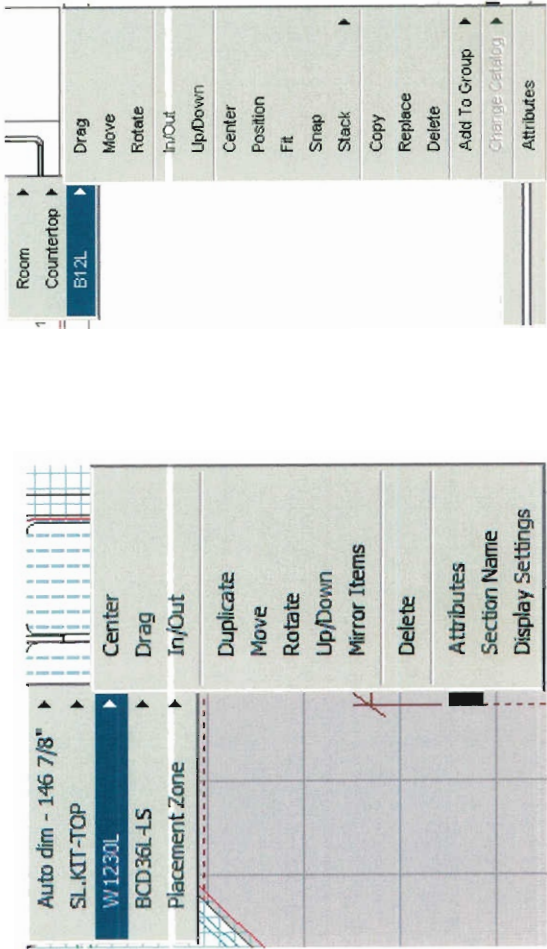 Room
Countertop
B12L
Drag
Move
Rotate
In/Out
Up/Down
Center
Position
Fit
Snap
Stack
Copy
Replace
Delete
Add To Group
Change Catalog
Attributes
1
Auto dim - 146 7/8"
SL.KIT-TOP
W1230L
BCD36L-LS
Placement Zone
Center
Drag
In/Out
Duplicate
Move
Rotate
Up/Down
Mirror Items
Delete
Attributes
Section Name
Display Settings